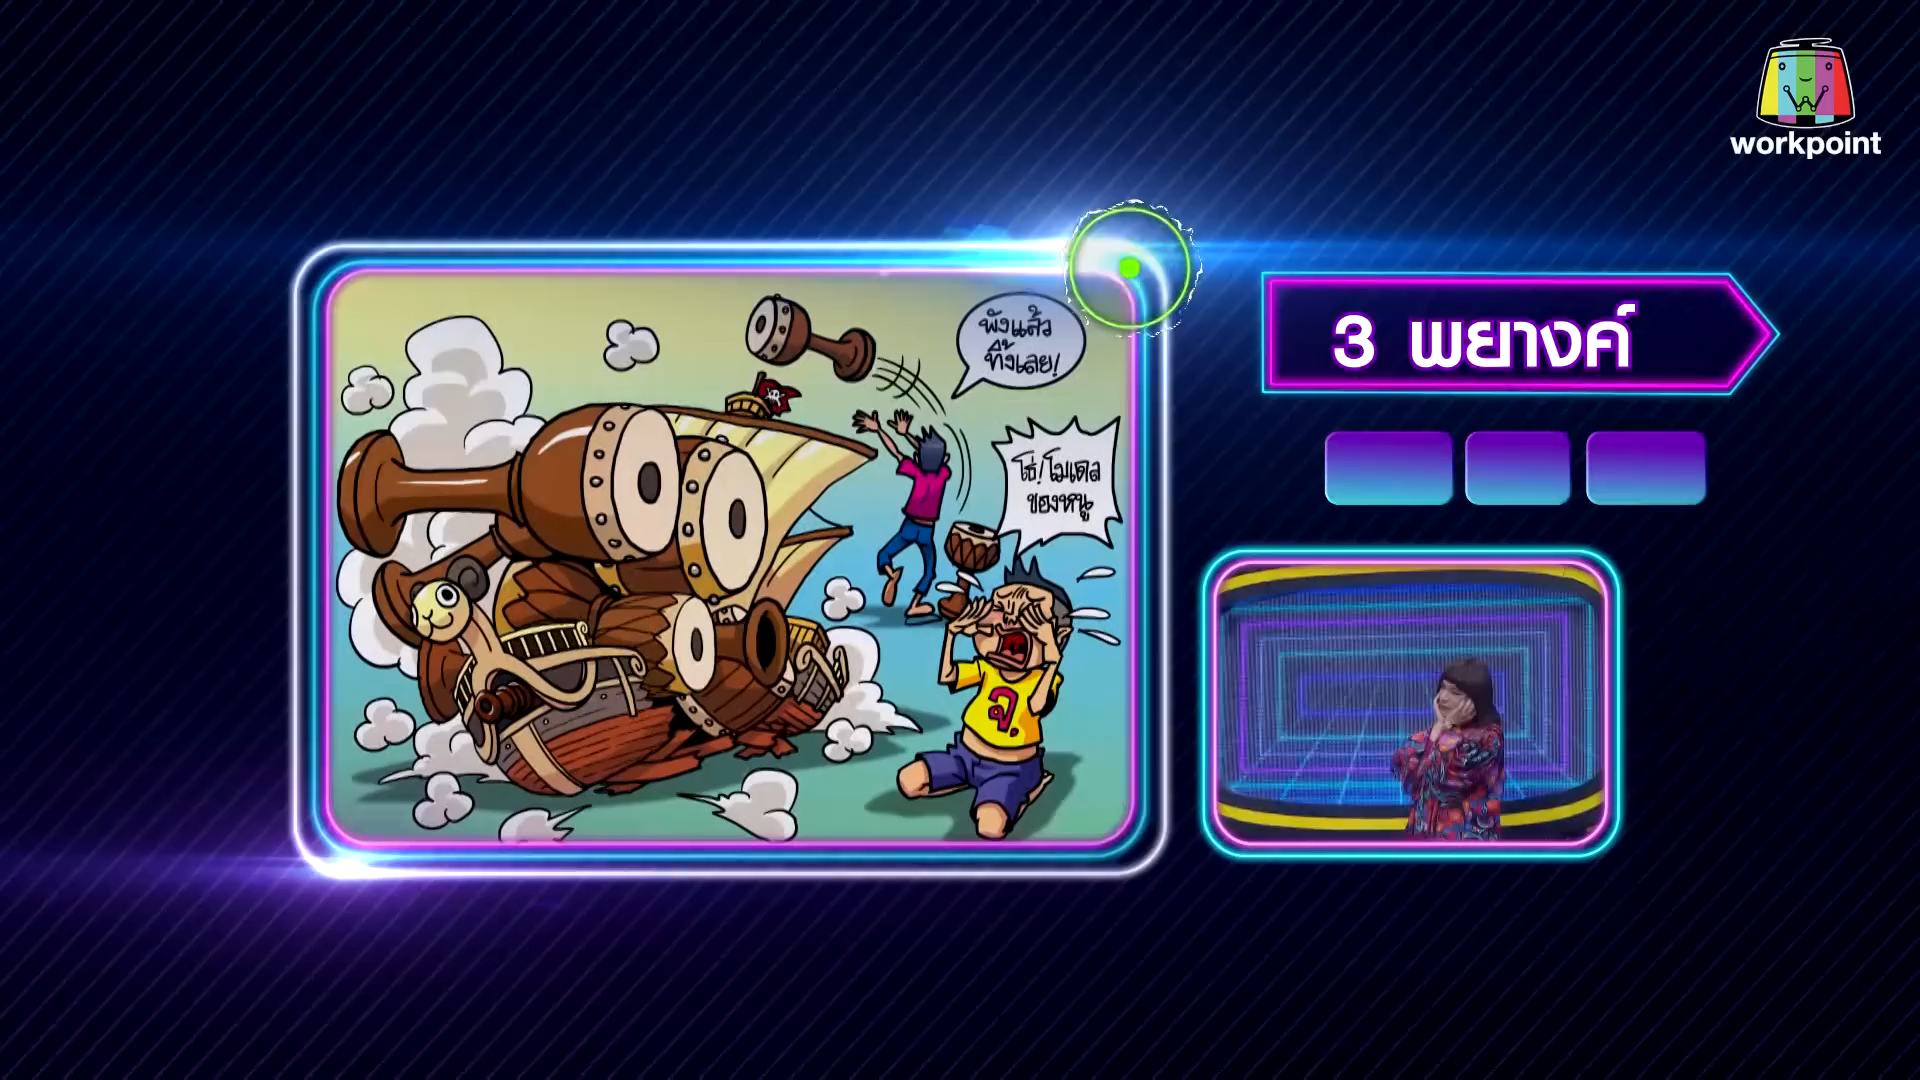 workpoint
3 พยางค์
พังแล้ว
ทิ้งเลย!
โธ่!โมเดล
ของหนู
จ.